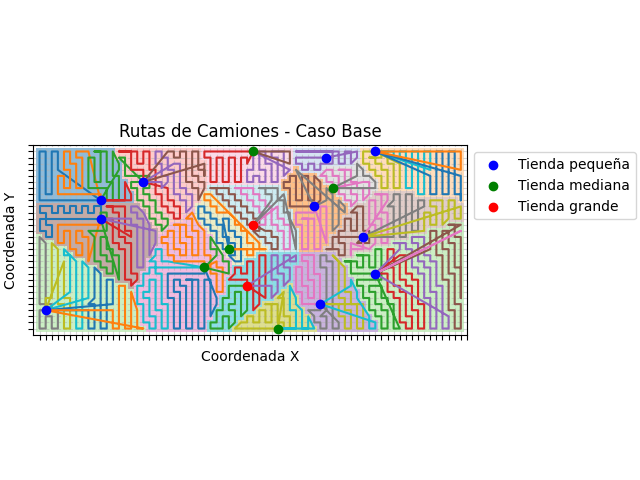 Rutas de Camiones - Caso Base
Tienda pequeña
Tienda mediana
Tienda grande
Coordenada Y
Coordenada X